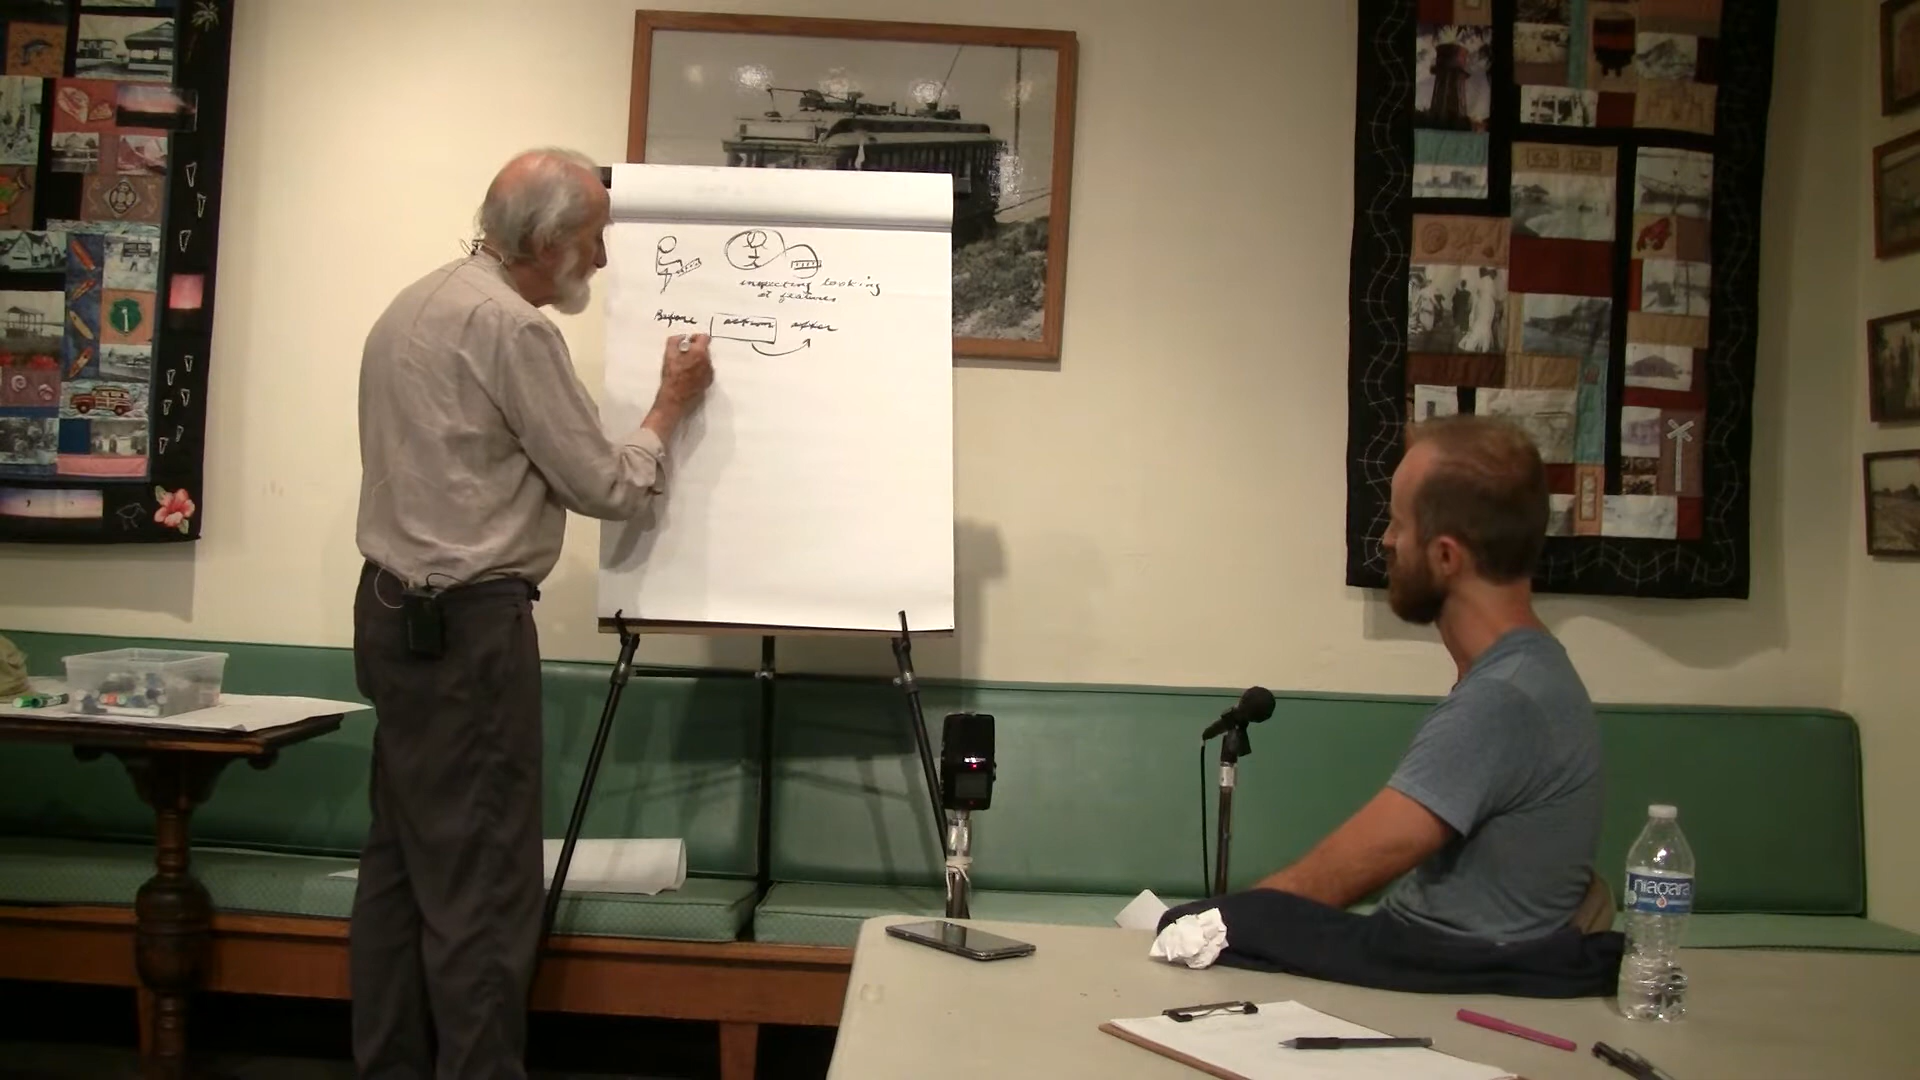 inspecting looking
at features
Before action after
niagara